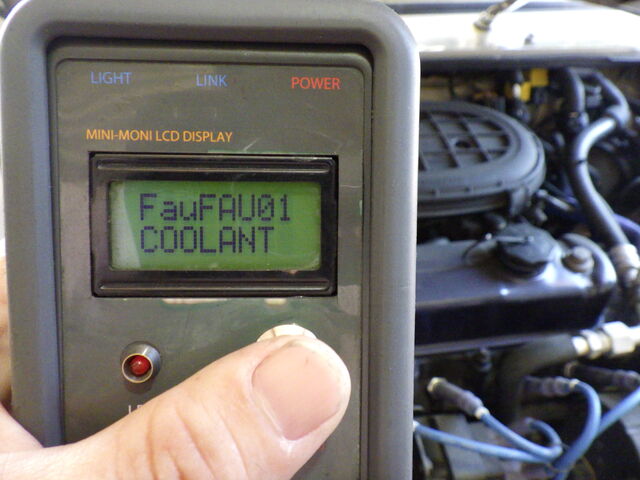 LIGHT LINK POWER
MINI-MONI LCD DISPLAY
FauFAU01
COOLANT